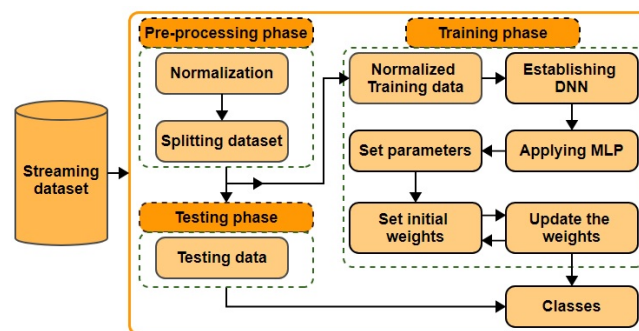 Pre-processing phase
Training phase
Normalization
Normalized
Training data
Establishing
DNN
Streaming
dataset
Splitting dataset
Set parameters
Applying MLP
Testing phase
Testing data
Set initial
weights
Update the
weights
Classes